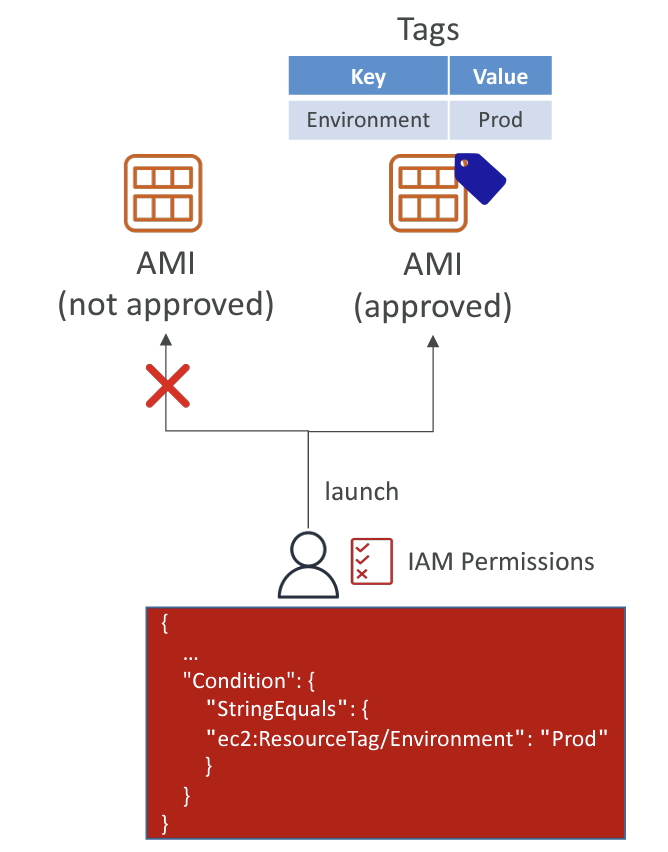 Tags
Key Value
Environment Prod
AMI
(not approved)
AMI
(approved)
launch
IAM Permissions
{
...
"Condition": {
"StringEquals": {
"ec2:ResourceTag/Environment": "Prod"
}
}
}